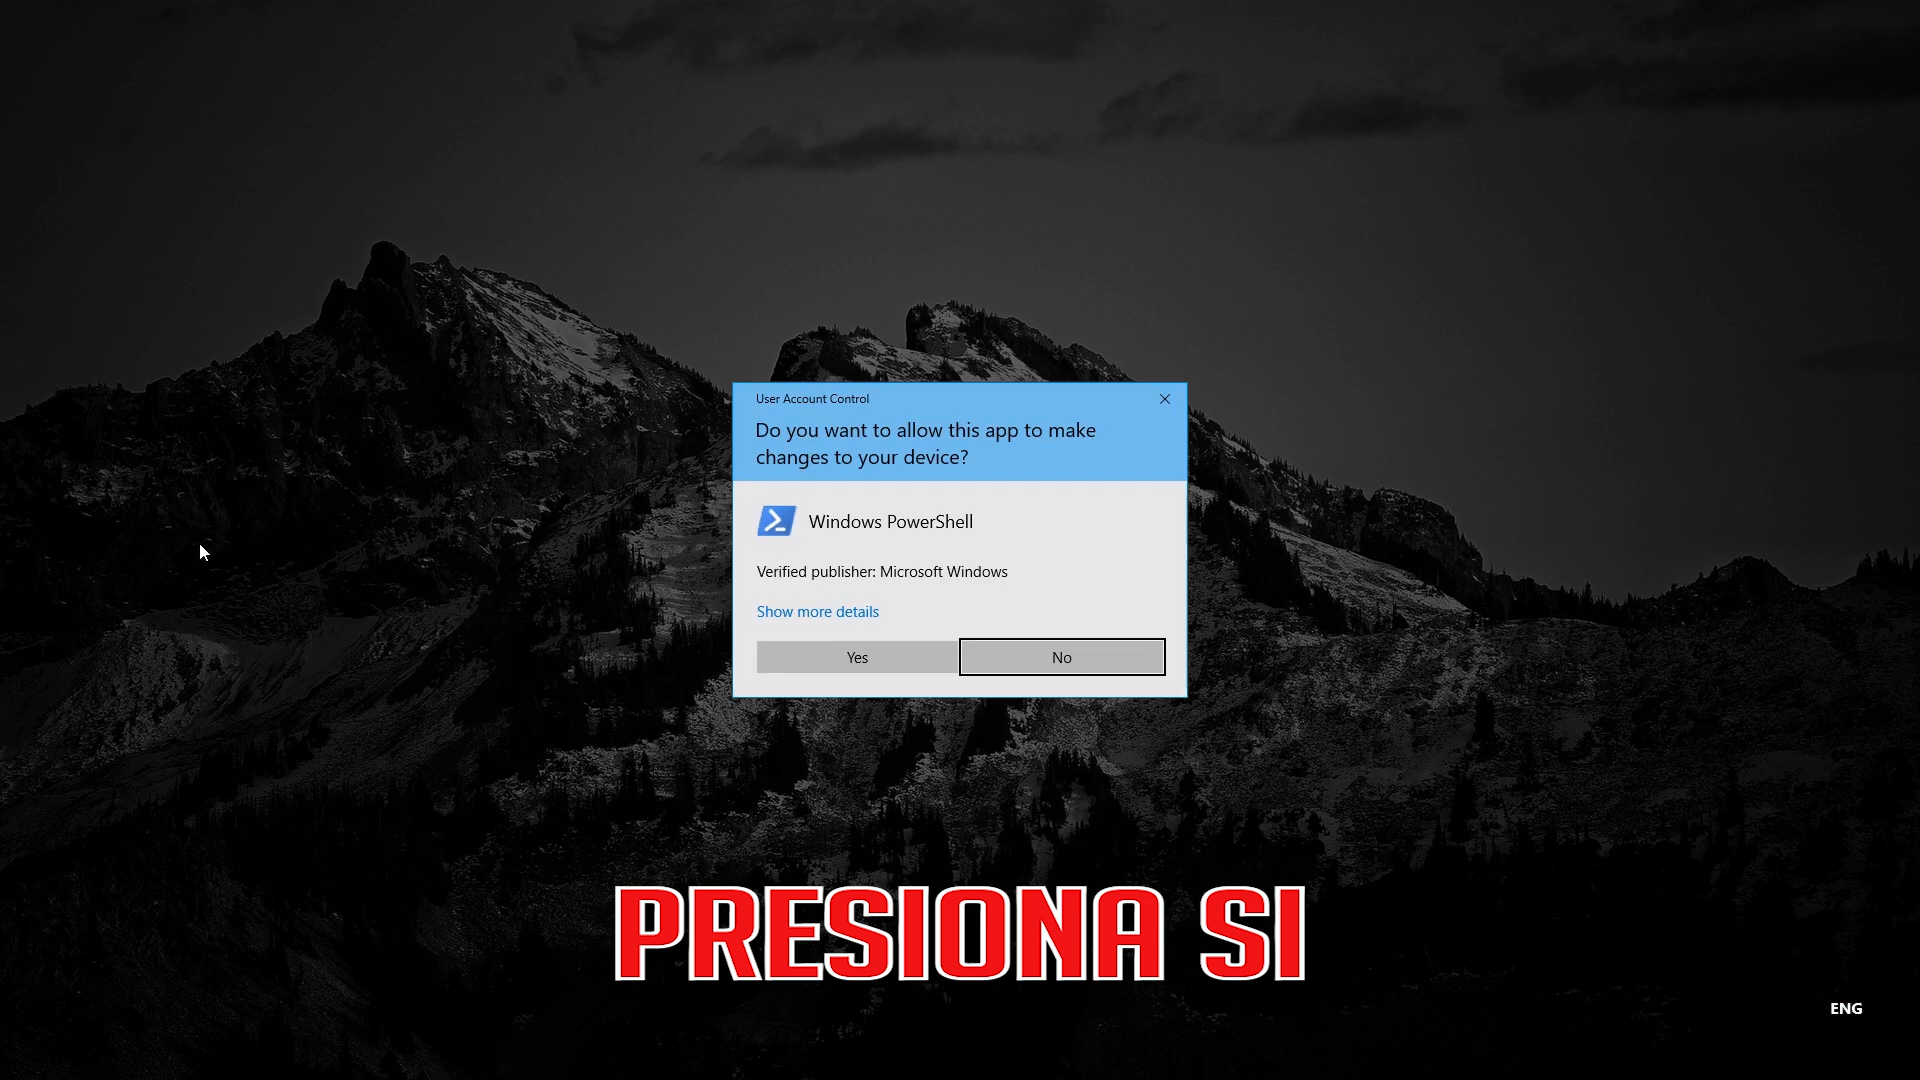 User Account Control
Do you want to allow this app to make
changes to your device?
Windows PowerShell
Verified publisher: Microsoft Windows
Show more details
Yes
No
PRESIONA SI
ENG